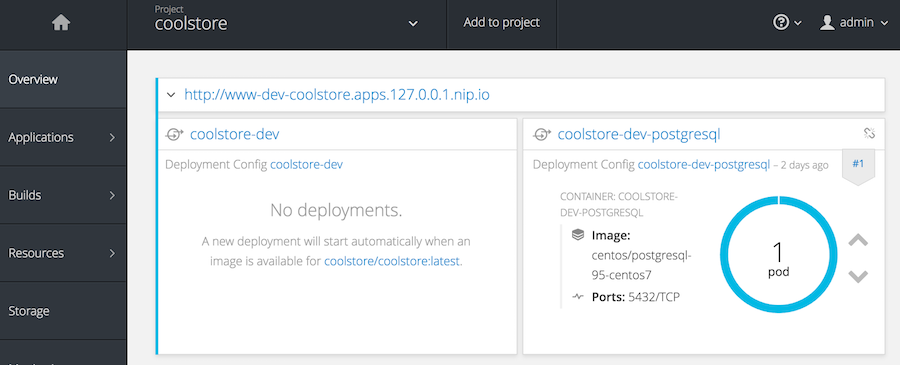 Project
coolstore
Add to project
admin
Overview
Applications
Builds
Resources
Storage
http://www-dev-coolstore.apps.127.0.0.1.nip.io
coolstore-dev
Deployment Config coolstore-dev
No deployments.
A new deployment will start automatically when an
image is available for coolstore/coolstore:latest.
coolstore-dev-postgresql
Deployment Config coolstore-dev-postgresql – 2 days ago
#1
CONTAINER: COOLSTORE-
DEV-POSTGRESQL
Image:
centos/postgresql-
95-centos7
Ports: 5432/TCP
1
pod